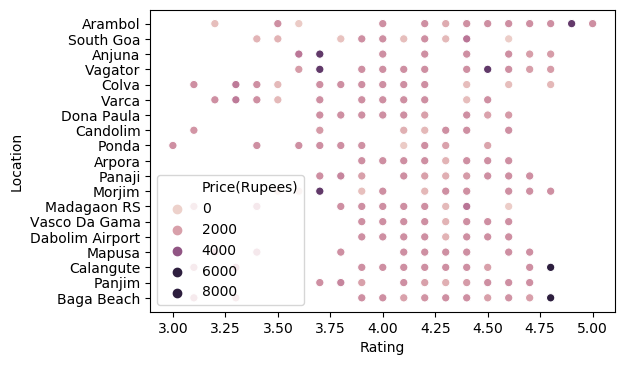 Arambol
South Goa
Anjuna
Vagator
Colva
Varca
Dona Paula
Candolim
Ponda
Arpora
Panaji
Morjim
Madagaon RS
Vasco Da Gama
Dabolim Airport
Mapusa
Calangute
Panjim
Baga Beach
Location
Price(Rupees)
0
2000
4000
6000
8000
3.00 3.25 3.50 3.75 4.00 4.25 4.50 4.75 5.00
Rating